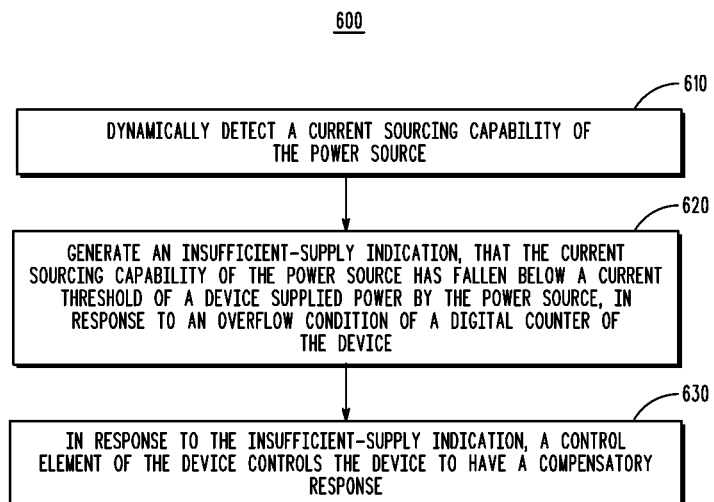 600
610
DYNAMICALLY DETECT A CURRENT SOURCING CAPABILITY OF
THE POWER SOURCE
620
GENERATE AN INSUFFICIENT-SUPPLY INDICATION, THAT THE CURRENT
SOURCING CAPABILITY OF THE POWER SOURCE HAS FALLEN BELOW A CURRENT
THRESHOLD OF A DEVICE SUPPLIED POWER BY THE POWER SOURCE, IN
RESPONSE TO AN OVERFLOW CONDITION OF A DIGITAL COUNTER OF
THE DEVICE
630
IN RESPONSE TO THE INSUFFICIENT-SUPPLY INDICATION, A CONTROL
ELEMENT OF THE DEVICE CONTROLS THE DEVICE TO HAVE A COMPENSATORY
RESPONSE